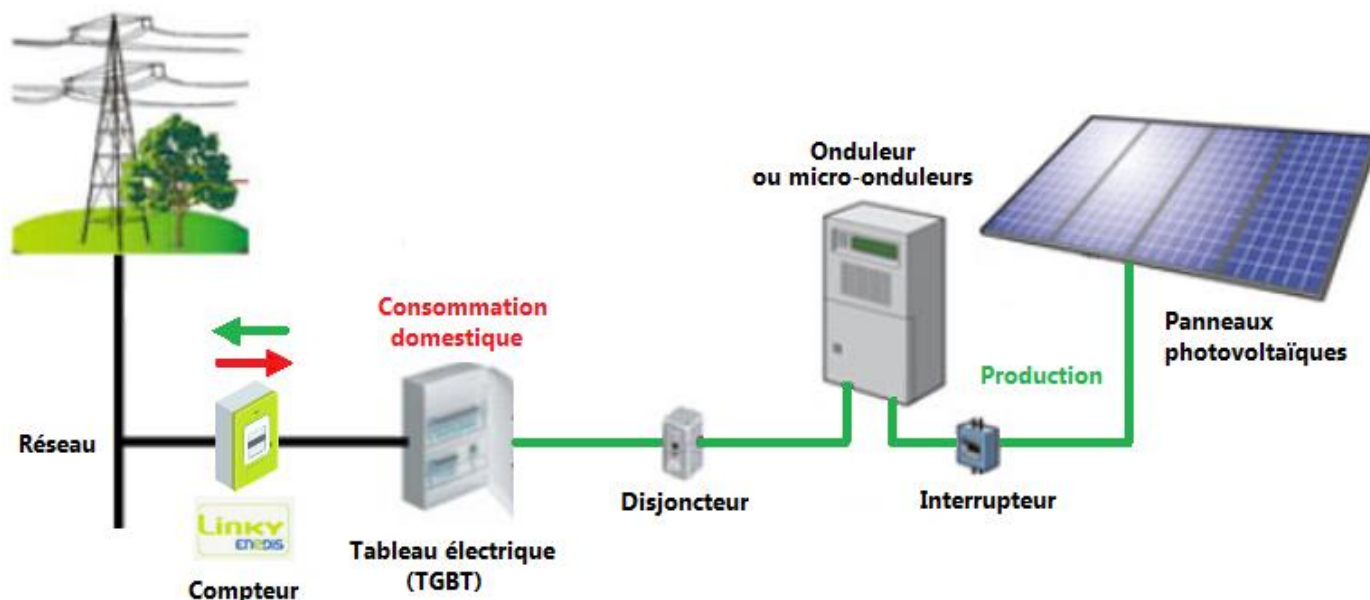 Onduleur
ou micro-onduleurs
Consommation
domestique
Panneaux
photovoltaïques
Production
Réseau
Disjoncteur
Interrupteur
Linky
ENEDIS
Tableau électrique
(TGBT)
Compteur